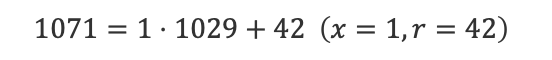 1071 = 1 · 1029 + 42 (x = 1, r = 42)